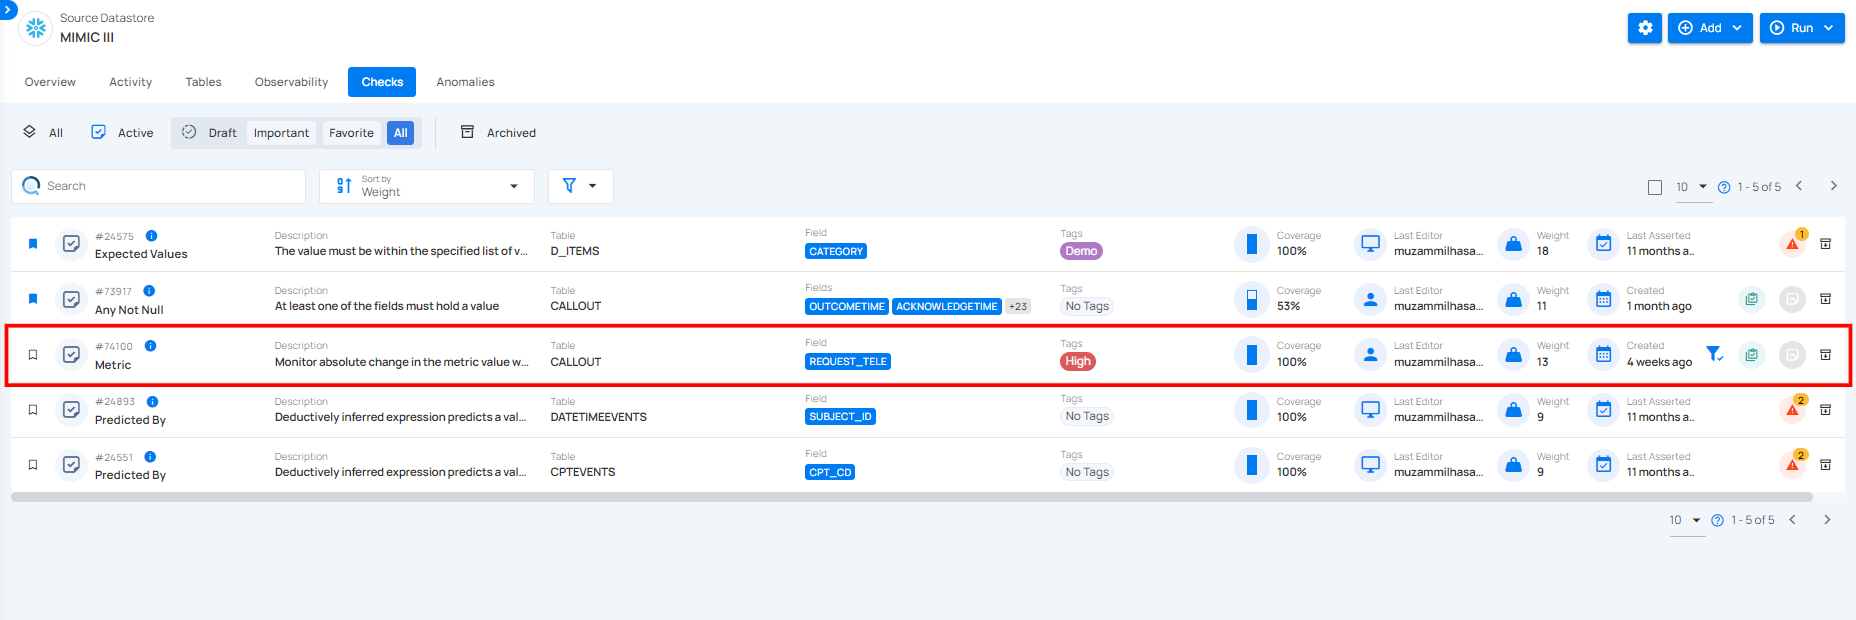 Source Datastore
MIMIC III
Add
Run
Overview Activity Tables Observability Checks Anomalies
All Active Draft Important Favorite All Archived
Search
Sort by
Weight
10 1 - 5 of 5
#24575 Description Table Field Tags Coverage Last Editor Weight Last Asserted 1
Expected Values The value must be within the specified list of v... D_ITEMS CATEGORY Demo 100% muzammilhasa... 18 11 months a..
#73917 Description Table Fields Tags Coverage Last Editor Weight Created
Any Not Null At least one of the fields must hold a value CALLOUT OUTCOMETIME ACKNOWLEDGETIME +23 No Tags 53% muzammilhasa... 11 1 month ago
#74100 Description Table Field Tags Coverage Last Editor Weight Created
Metric Monitor absolute change in the metric value w... CALLOUT REQUEST_TELE High 100% muzammilhasa... 13 4 weeks ago
#24893 Description Table Field Tags Coverage Last Editor Weight Last Asserted 2
Predicted By Deductively inferred expression predicts a val... DATETIMEEVENTS SUBJECT_ID No Tags 100% muzammilhasa... 9 11 months a..
#24551 Description Table Field Tags Coverage Last Editor Weight Last Asserted 2
Predicted By Deductively inferred expression predicts a val... CPTEVENTS CPT_CD No Tags 100% muzammilhasa... 9 11 months a..
10 1 - 5 of 5